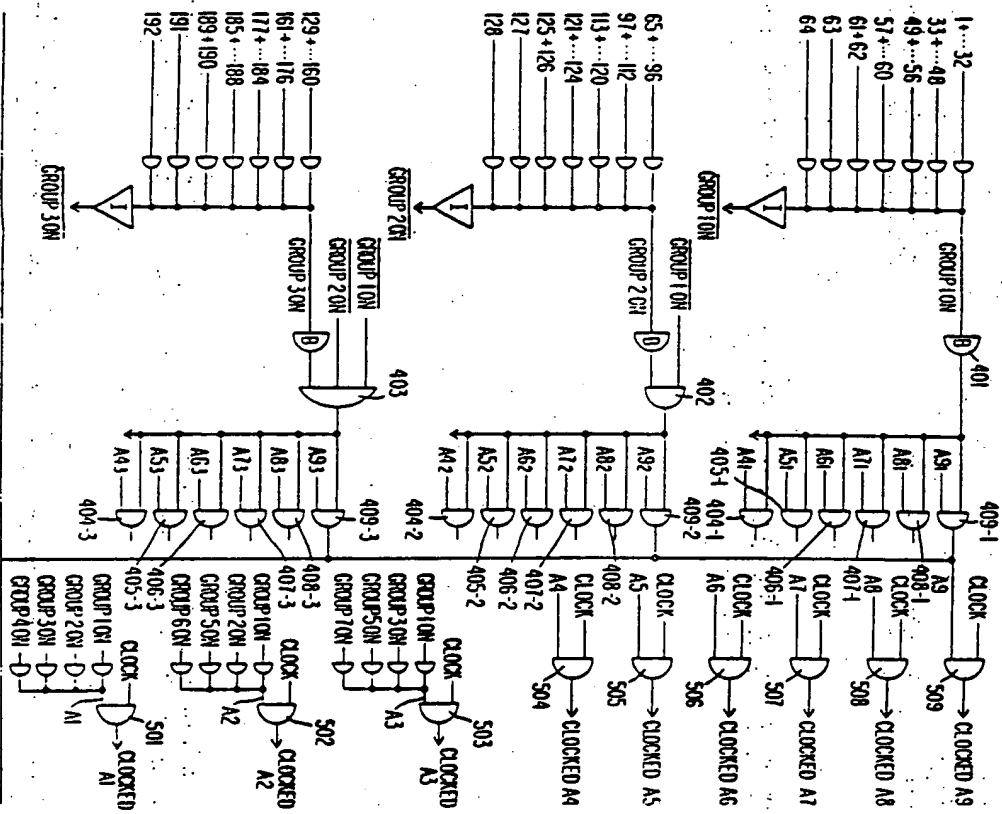 1+···32
33+···48
49+···56
57+···60
61+62
63
64
GROUP 1 ON
I
GROUP 1 ON
B
401
A91
A81
A71
A61
A51
A41
409-1
408-1
407-1
406-1
405-1
404-1
65+···96
97+···112
113+···120
121+···124
125+126
127
128
GROUP 2 ON
I
GROUP 1 ON
GROUP 2 ON
402
A92
A82
A72
A62
A52
A42
409-2
408-2
407-2
406-2
405-2
404-2
129+···160
161+···176
177+···184
185+···188
189+190
191
192
GROUP 3 ON
I
GROUP 1 ON
GROUP 2 ON
GROUP 3 ON
B
403
A93
A83
A73
A63
A53
A43
409-3
408-3
407-3
406-3
405-3
404-3
CLOCK
A9
509
CLOCKED A9
CLOCK
A8
508
CLOCKED A8
CLOCK
A7
507
CLOCKED A7
CLOCK
A6
506
CLOCKED A6
CLOCK
A5
505
CLOCKED A5
CLOCK
A4
504
CLOCKED A4
CLOCK
GROUP 1 ON
GROUP 3 ON
GROUP 5 ON
GROUP 7 ON
A3
503
CLOCKED
A3
CLOCK
GROUP 1 ON
GROUP 2 ON
GROUP 5 ON
GROUP 6 ON
A2
502
CLOCKED
A2
CLOCK
GROUP 1 ON
GROUP 2 ON
GROUP 3 ON
GROUP 4 ON
A1
501
CLOCKED
A1